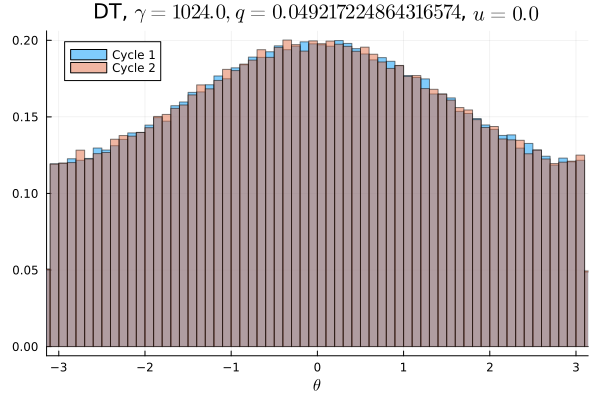 DT, γ = 1024.0, q = 0.049217224864316574, u = 0.0
0.20
Cycle 1
Cycle 2
0.15
0.10
0.05
0.00
−3 −2 −1 0 1 2 3
θ